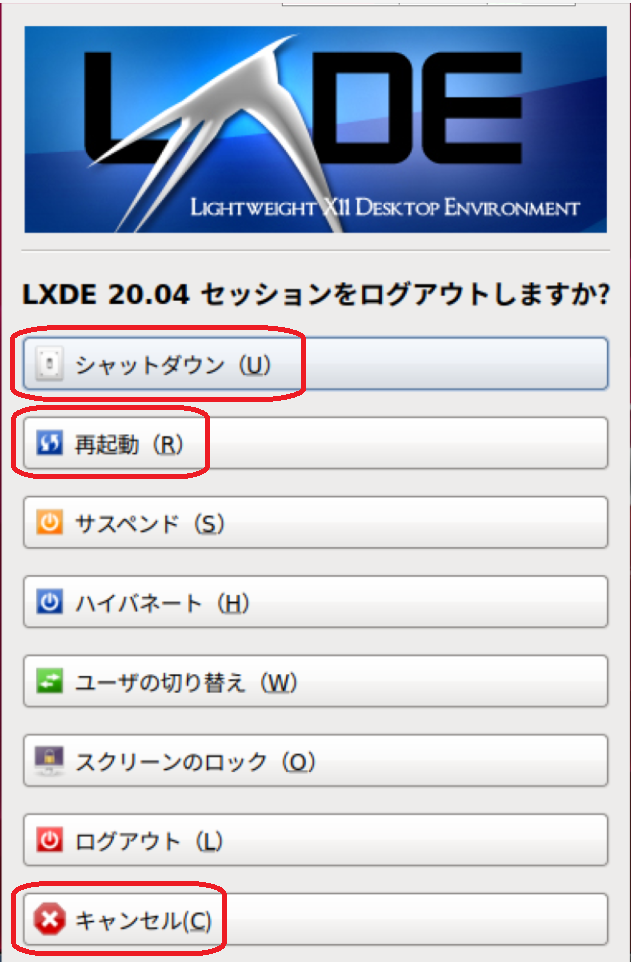 LXDE
LIGHTWEIGHT X11 DESKTOP ENVIRONMENT
LXDE 20.04 セッションをログアウトしますか?
シャットダウン（U）
再起動（R）
サスペンド（S）
ハイバネート（H）
ユーザの切り替え（W）
スクリーンのロック（O）
ログアウト（L）
キャンセル(C)